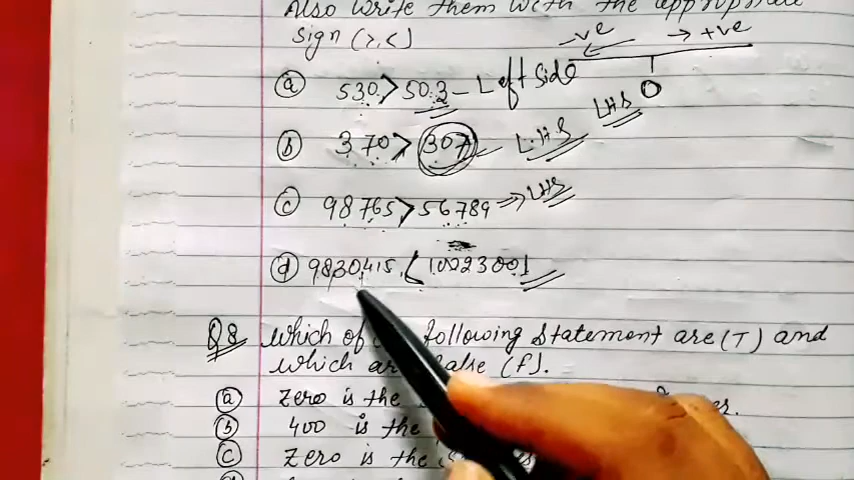 Also write them with the appropriate
sign (>, <)
-ve → +ve
0
(a) 530 > 503 - Left Side
LHS
(b) 370 > 307 - L.H.S
(c) 98765 > 56789 ⇒ LHS
(d) 9830415 < 10023001
Q8 which of following Statement are (T) and
which are false (f).
(a) Zero is the
(b) 400 is the
(c) Zero is the